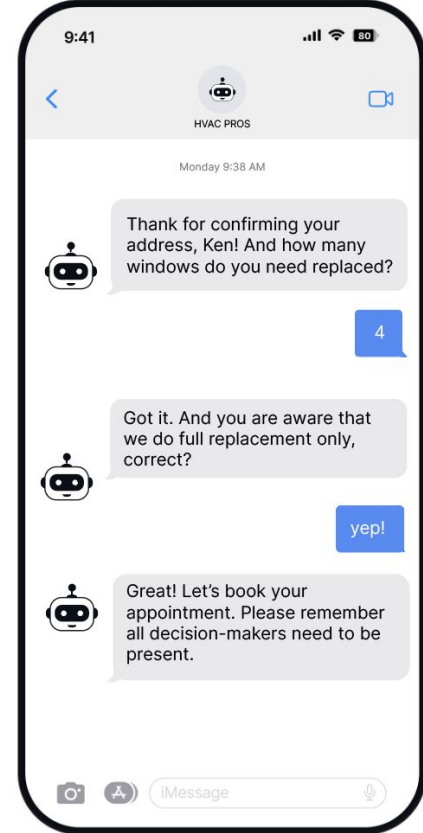 9:41
80
HVAC PROS
Monday 9:38 AM
Thank for confirming your
address, Ken! And how many
windows do you need replaced?
4
Got it. And you are aware that
we do full replacement only,
correct?
yep!
Great! Let’s book your
appointment. Please remember
all decision-makers need to be
present.
iMessage